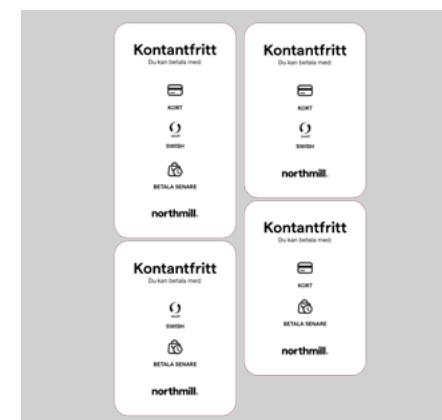 Kontantfritt
Du kan betala med:
KORT
SWISH
BETALA SENARE
northmill.
Kontantfritt
Du kan betala med:
KORT
SWISH
northmill.
Kontantfritt
Du kan betala med:
SWISH
BETALA SENARE
northmill.
Kontantfritt
Du kan betala med:
KORT
BETALA SENARE
northmill.